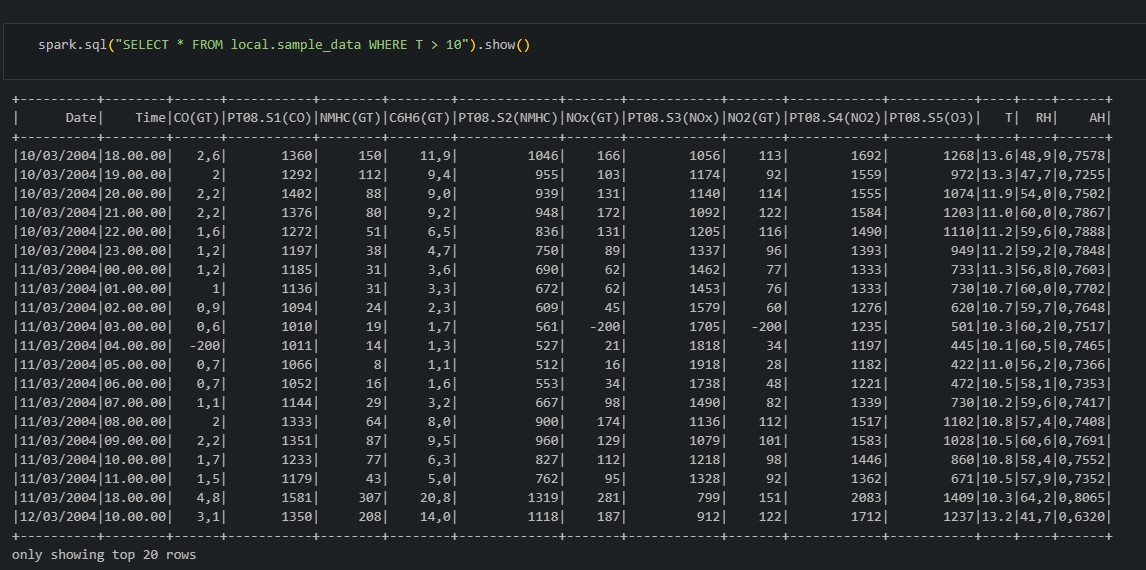 spark.sql("SELECT * FROM local.sample_data WHERE T > 10").show()
+----------+--------+------+-----------+--------+--------+-------------+-------+------------+-------+------------+-----------+----+----+------+
|      Date|    Time|CO(GT)|PT08.S1(CO)|NMHC(GT)|C6H6(GT)|PT08.S2(NMHC)|NOx(GT)|PT08.S3(NOx)|NO2(GT)|PT08.S4(NO2)|PT08.S5(O3)|   T|  RH|    AH|
+----------+--------+------+-----------+--------+--------+-------------+-------+------------+-------+------------+-----------+----+----+------+
|10/03/2004|18.00.00|   2,6|       1360|     150|    11,9|         1046|    166|        1056|    113|        1692|       1268|13.6|48,9|0,7578|
|10/03/2004|19.00.00|     2|       1292|     112|     9,4|          955|    103|        1174|     92|        1559|        972|13.3|47,7|0,7255|
|10/03/2004|20.00.00|   2,2|       1402|      88|     9,0|          939|    131|        1140|    114|        1555|       1074|11.9|54,0|0,7502|
|10/03/2004|21.00.00|   2,2|       1376|      80|     9,2|          948|    172|        1092|    122|        1584|       1203|11.0|60,0|0,7867|
|10/03/2004|22.00.00|   1,6|       1272|      51|     6,5|          836|    131|        1205|    116|        1490|       1110|11.2|59,6|0,7888|
|10/03/2004|23.00.00|   1,2|       1197|      38|     4,7|          750|     89|        1337|     96|        1393|        949|11.2|59,2|0,7848|
|11/03/2004|00.00.00|   1,2|       1185|      31|     3,6|          690|     62|        1462|     77|        1333|        733|11.3|56,8|0,7603|
|11/03/2004|01.00.00|     1|       1136|      31|     3,3|          672|     62|        1453|     76|        1333|        730|10.7|60,0|0,7702|
|11/03/2004|02.00.00|   0,9|       1094|      24|     2,3|          609|     45|        1579|     60|        1276|        620|10.7|59,7|0,7648|
|11/03/2004|03.00.00|   0,6|       1010|      19|     1,7|          561|   -200|        1705|   -200|        1235|        501|10.3|60,2|0,7517|
|11/03/2004|04.00.00|  -200|       1011|      14|     1,3|          527|     21|        1818|     34|        1197|        445|10.1|60,5|0,7465|
|11/03/2004|05.00.00|   0,7|       1066|       8|     1,1|          512|     16|        1918|     28|        1182|        422|11.0|56,2|0,7366|
|11/03/2004|06.00.00|   0,7|       1052|      16|     1,6|          553|     34|        1738|     48|        1221|        472|10.5|58,1|0,7353|
|11/03/2004|07.00.00|   1,1|       1144|      29|     3,2|          667|     98|        1490|     82|        1339|        730|10.2|59,6|0,7417|
|11/03/2004|08.00.00|     2|       1333|      64|     8,0|          900|    174|        1136|    112|        1517|       1102|10.8|57,4|0,7408|
|11/03/2004|09.00.00|   2,2|       1351|      87|     9,5|          960|    129|        1079|    101|        1583|       1028|10.5|60,6|0,7691|
|11/03/2004|10.00.00|   1,7|       1233|      77|     6,3|          827|    112|        1218|     98|        1446|        860|10.8|58,4|0,7552|
|11/03/2004|11.00.00|   1,5|       1179|      43|     5,0|          762|     95|        1328|     92|        1362|        671|10.5|57,9|0,7352|
|11/03/2004|18.00.00|   4,8|       1581|     307|    20,8|         1319|    281|         799|    151|        2083|       1409|10.3|64,2|0,8065|
|12/03/2004|10.00.00|   3,1|       1350|     208|    14,0|         1118|    187|         912|    122|        1712|       1237|13.2|41,7|0,6320|
+----------+--------+------+-----------+--------+--------+-------------+-------+------------+-------+------------+-----------+----+----+------+
only showing top 20 rows